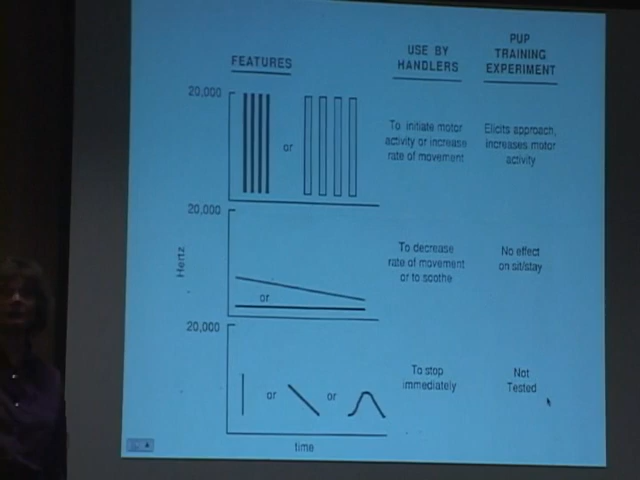 FEATURES
USE BY
HANDLERS
PUP
TRAINING
EXPERIMENT
20,000
or
To initiate motor
activity or increase
rate of movement
Elicits approach,
increases motor
activity
20,000
Hertz
or
To decrease
rate of movement
or to soothe
No effect
on sit/stay
20,000
or
or
To stop
immediately
Not
Tested
time